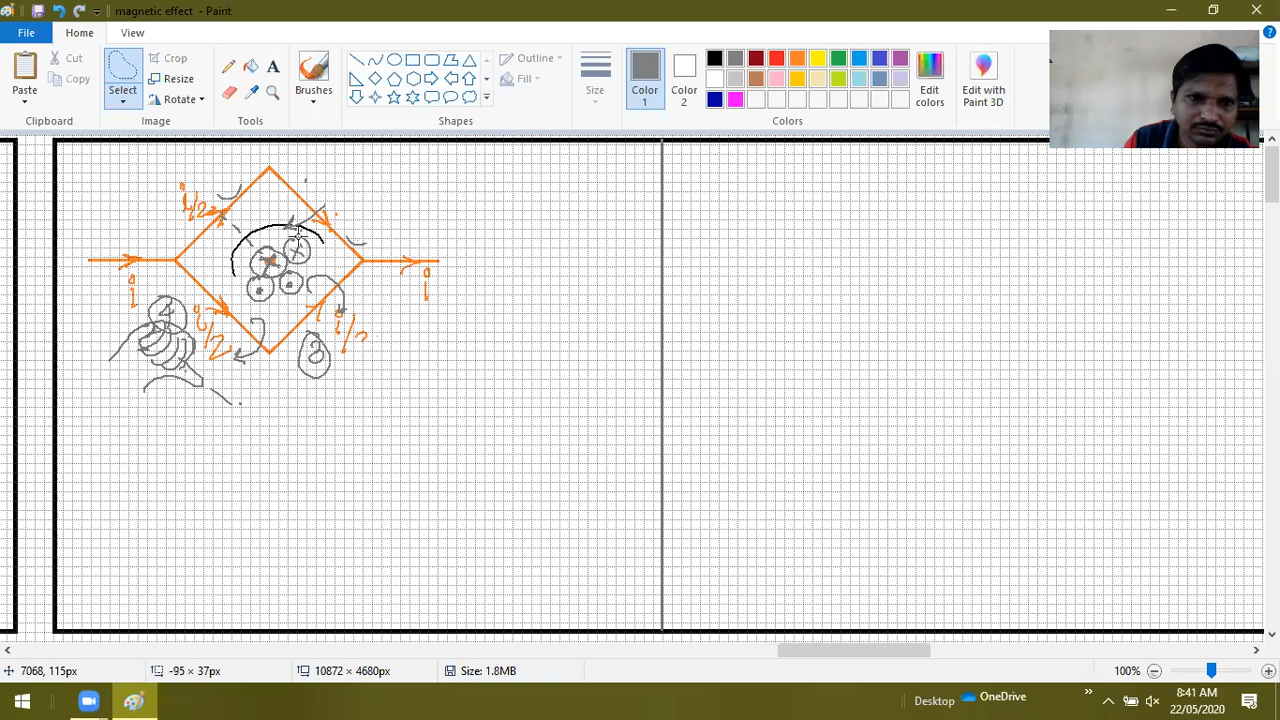 magnetic effect - Paint
File
Home
View
Paste
Cut
Copy
Clipboard
Select
Crop
Resize
Rotate
Image
Tools
Brushes
Shapes
Outline
Fill
Size
Color 1
Color 2
Edit colors
Edit with Paint 3D
Colors
i/2
i
i
i/2
i/2
4
3
7068, 115px
-95 × 37px
10872 × 4680px
Size: 1.8MB
100%
Desktop
OneDrive
8:41 AM
22/05/2020